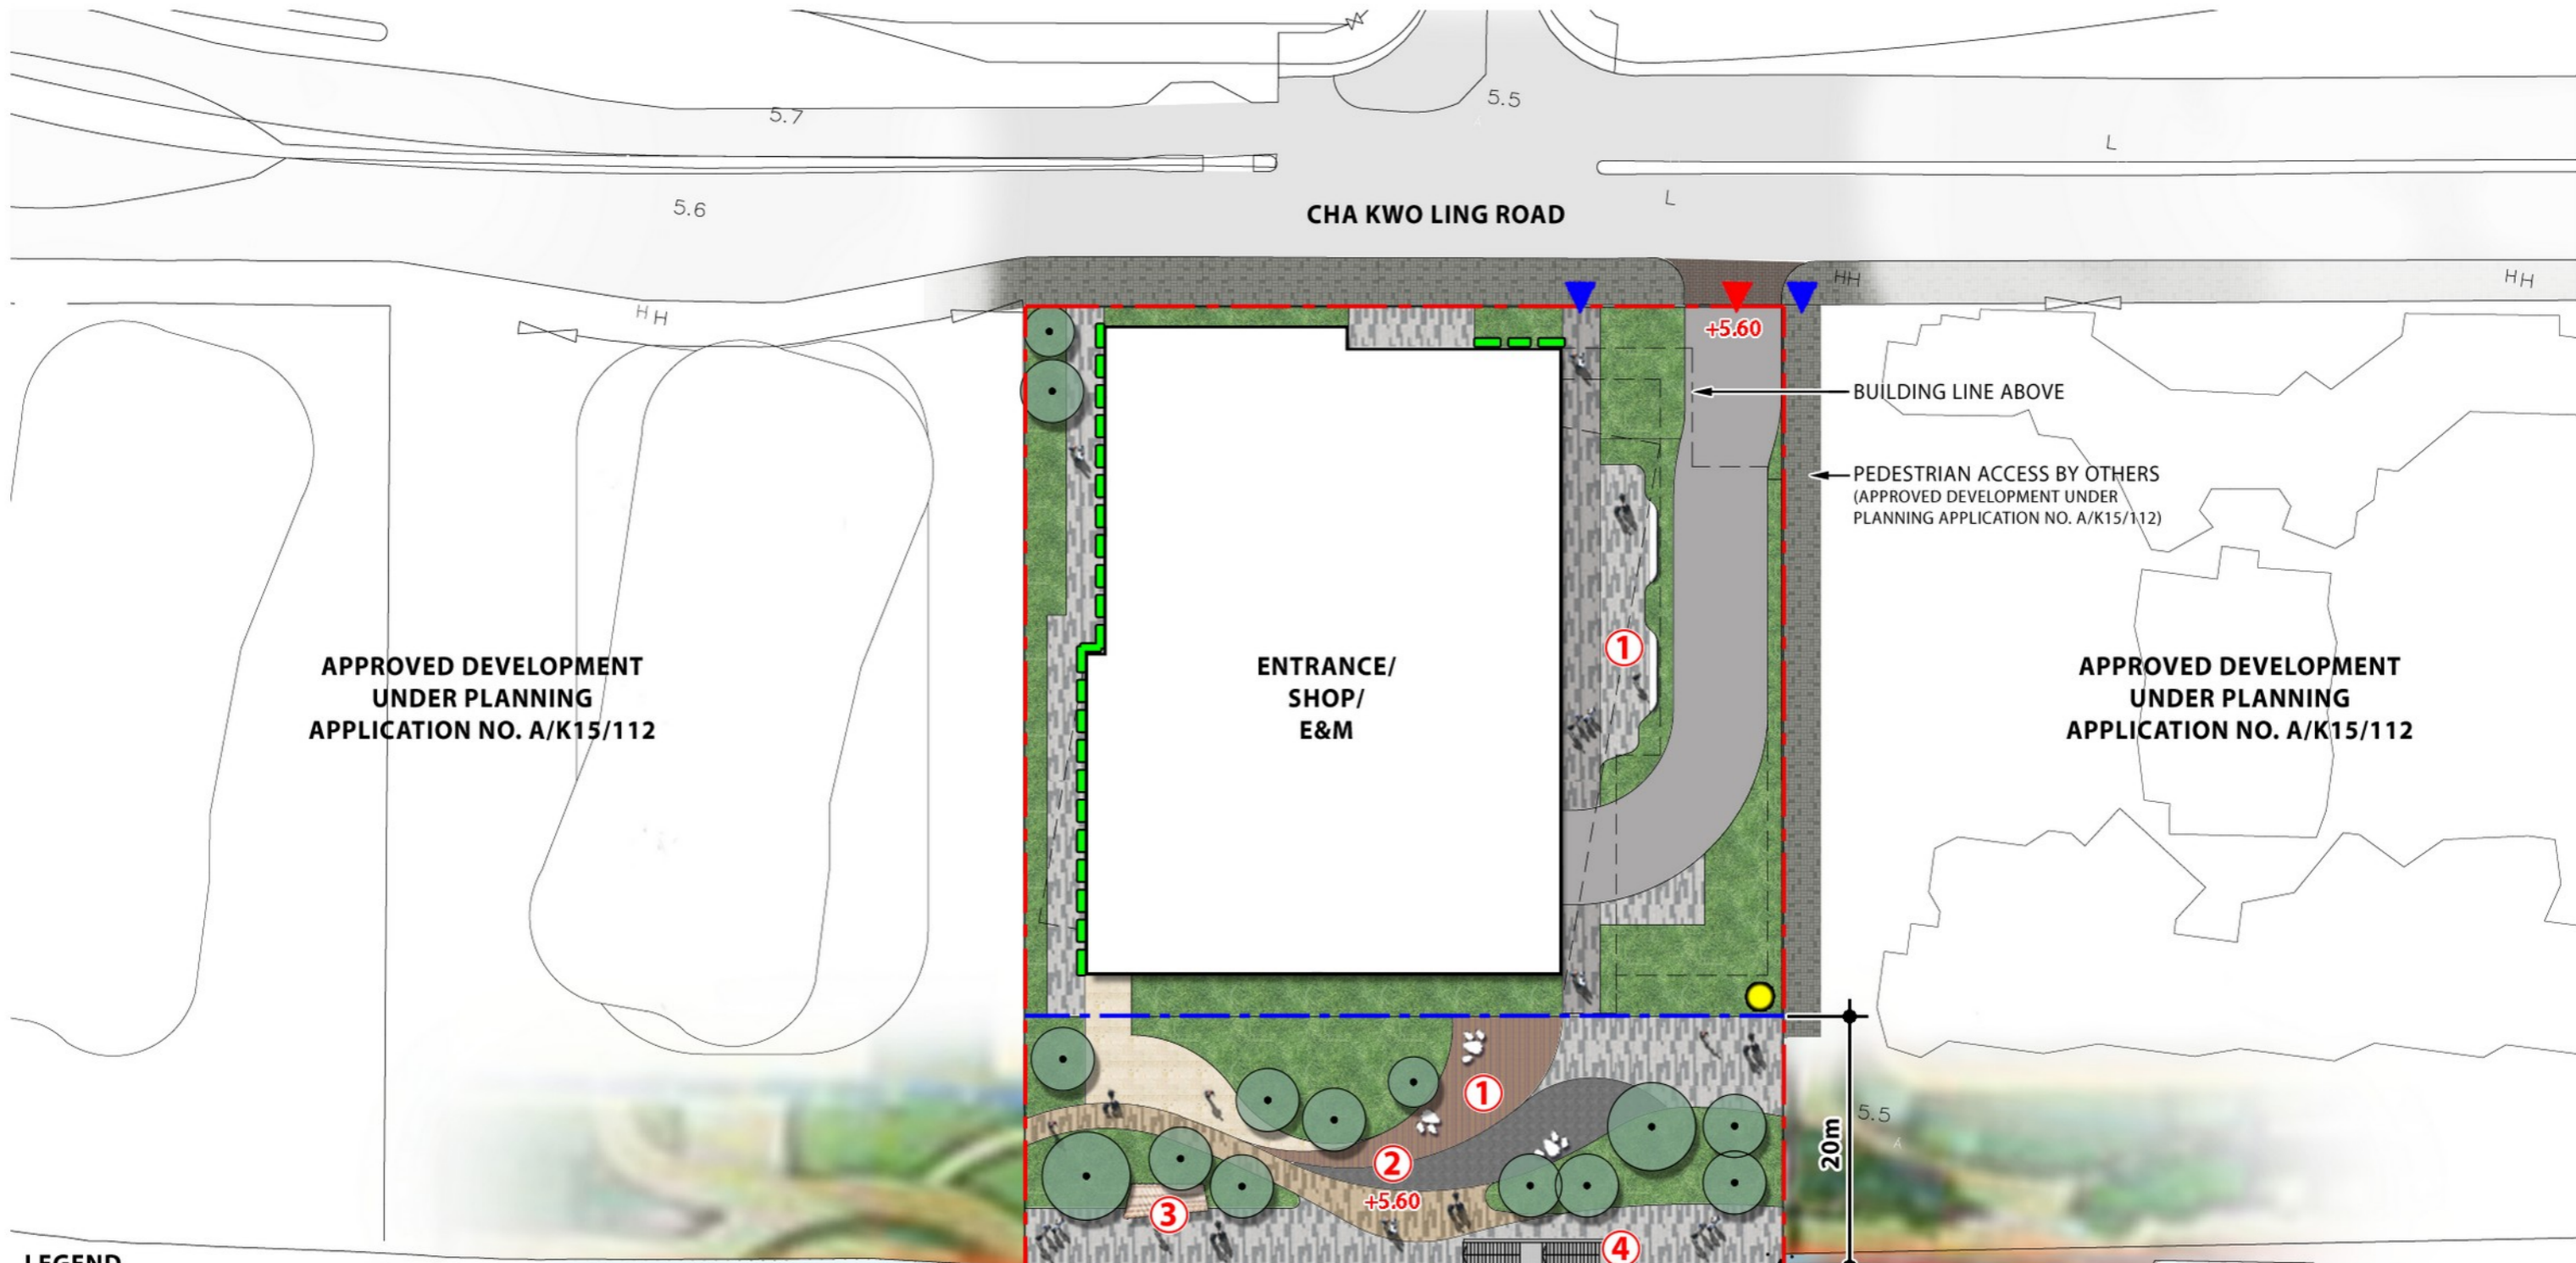 5.7
5.5
L
L
5.6
CHA KWO LING ROAD
HH
HH
HH
+5.60
BUILDING LINE ABOVE
PEDESTRIAN ACCESS BY OTHERS
(APPROVED DEVELOPMENT UNDER
PLANNING APPLICATION NO. A/K15/112)
1
APPROVED DEVELOPMENT
UNDER PLANNING
APPLICATION NO. A/K15/112
ENTRANCE/
SHOP/
E&M
APPROVED DEVELOPMENT
UNDER PLANNING
APPLICATION NO. A/K15/112
1
5.5
20m
2
+5.60
3
4
LEGEND